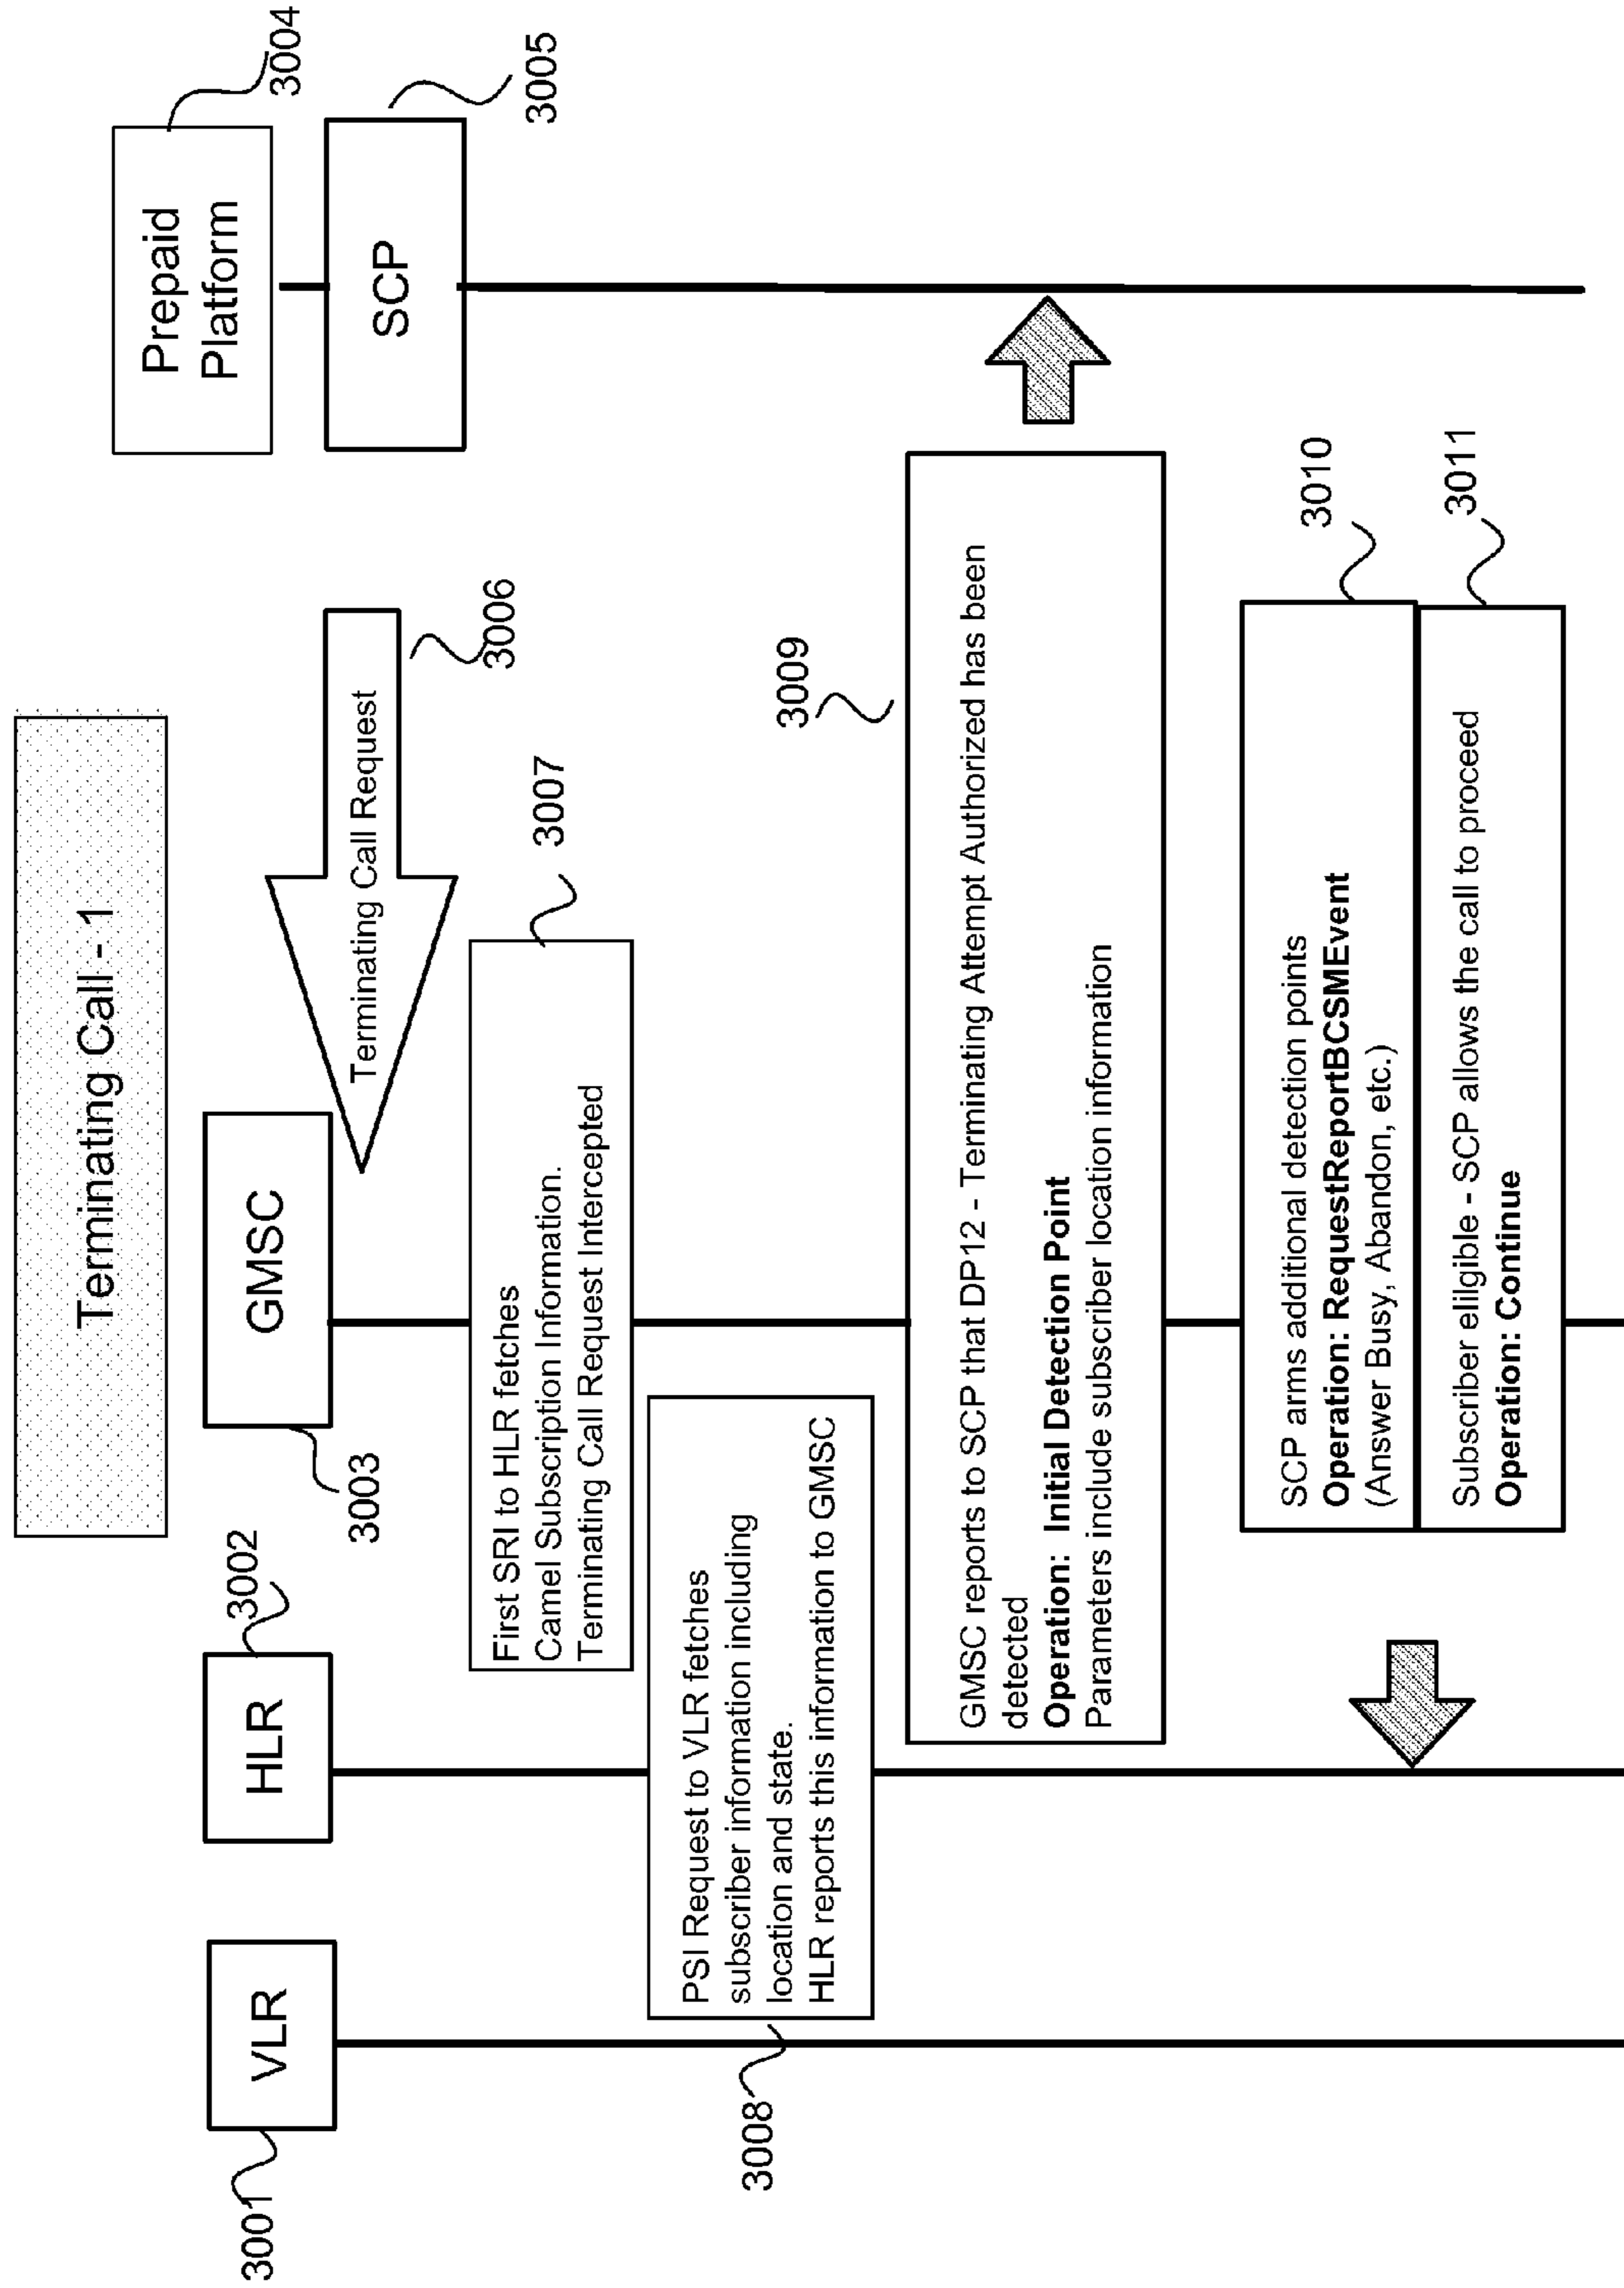 Terminating Call - 1
Prepaid
Platform
3004
VLR
HLR
GMSC
SCP
3001
3002
3003
3005
Terminating Call Request
3006
First SRI to HLR fetches
Camel Subscription Information.
Terminating Call Request Intercepted
3007
PSI Request to VLR fetches
subscriber information including
location and state.
HLR reports this information to GMSC
3008
3009
GMSC reports to SCP that DP12 - Terminating Attempt Authorized has been
detected
Operation: Initial Detection Point
Parameters include subscriber location information
SCP arms additional detection points
Operation: RequestReportBCSMEvent
(Answer Busy, Abandon, etc.)
3010
Subscriber elilgible - SCP allows the call to proceed
Operation: Continue
3011